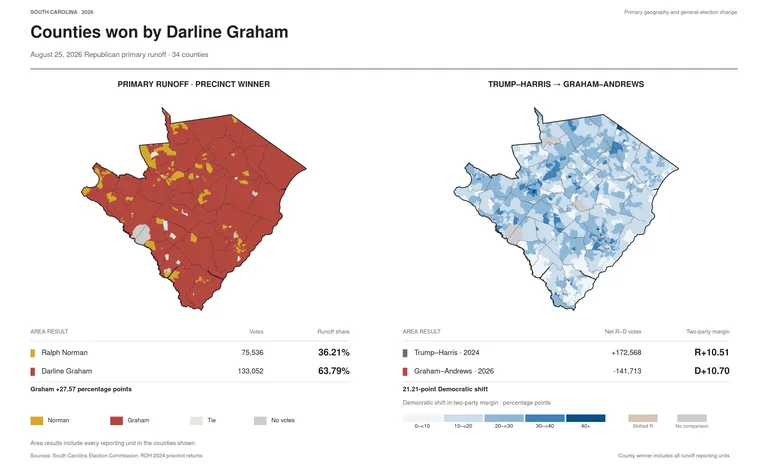 SOUTH CAROLINA · 2026
Primary geography and general-election change
Counties won by Darline Graham
August 25, 2026 Republican primary runoff · 34 counties
PRIMARY RUNOFF · PRECINCT WINNER
TRUMP–HARRIS → GRAHAM–ANDREWS
AREA RESULT Votes Runoff share
Ralph Norman 75,536 36.21%
Darline Graham 133,052 63.79%
Graham +27.57 percentage points
Norman Graham Tie No votes
AREA RESULT Net R–D votes Two-party margin
Trump–Harris · 2024 +172,568 R+10.51
Graham–Andrews · 2026 -141,713 D+10.70
21.21-point Democratic shift
Democratic shift in two-party margin · percentage points
0–<10 10–<20 20–<30 30–<40 40+ Shifted R No comparison
Area results include every reporting unit in the counties shown.
Sources: South Carolina Election Commission; RDH 2024 precinct returns
County winner includes all runoff reporting units